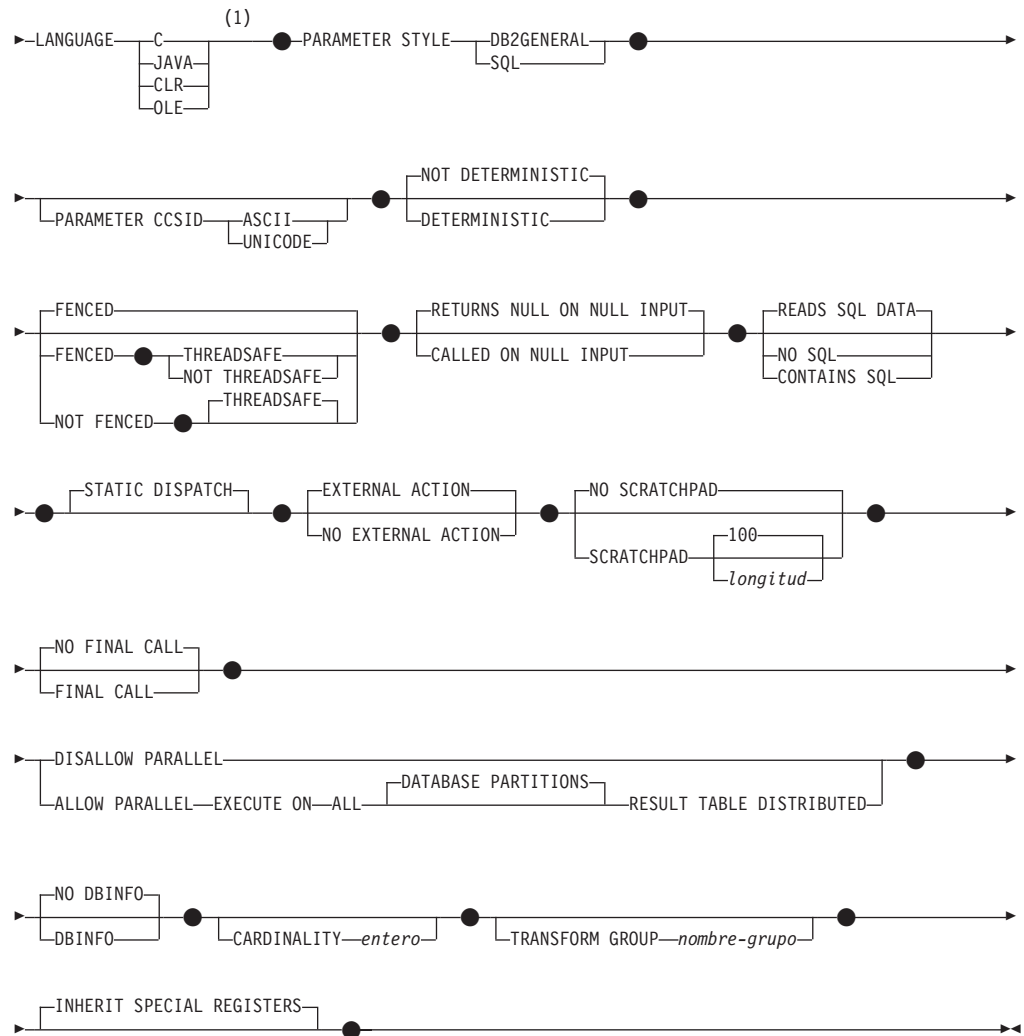 (1)
LANGUAGE C PARAMETER STYLE DB2GENERAL
JAVA SQL
CLR
OLE
NOT DETERMINISTIC
PARAMETER CCSID ASCII DETERMINISTIC
UNICODE
FENCED RETURNS NULL ON NULL INPUT READS SQL DATA
FENCED THREADSAFE CALLED ON NULL INPUT NO SQL
NOT THREADSAFE CONTAINS SQL
THREADSAFE
NOT FENCED
STATIC DISPATCH EXTERNAL ACTION NO SCRATCHPAD
NO EXTERNAL ACTION 100
SCRATCHPAD
longitud
NO FINAL CALL
FINAL CALL
DISALLOW PARALLEL
DATABASE PARTITIONS
ALLOW PARALLEL EXECUTE ON ALL RESULT TABLE DISTRIBUTED
NO DBINFO
DBINFO CARDINALITY entero TRANSFORM GROUP nombre-grupo
INHERIT SPECIAL REGISTERS